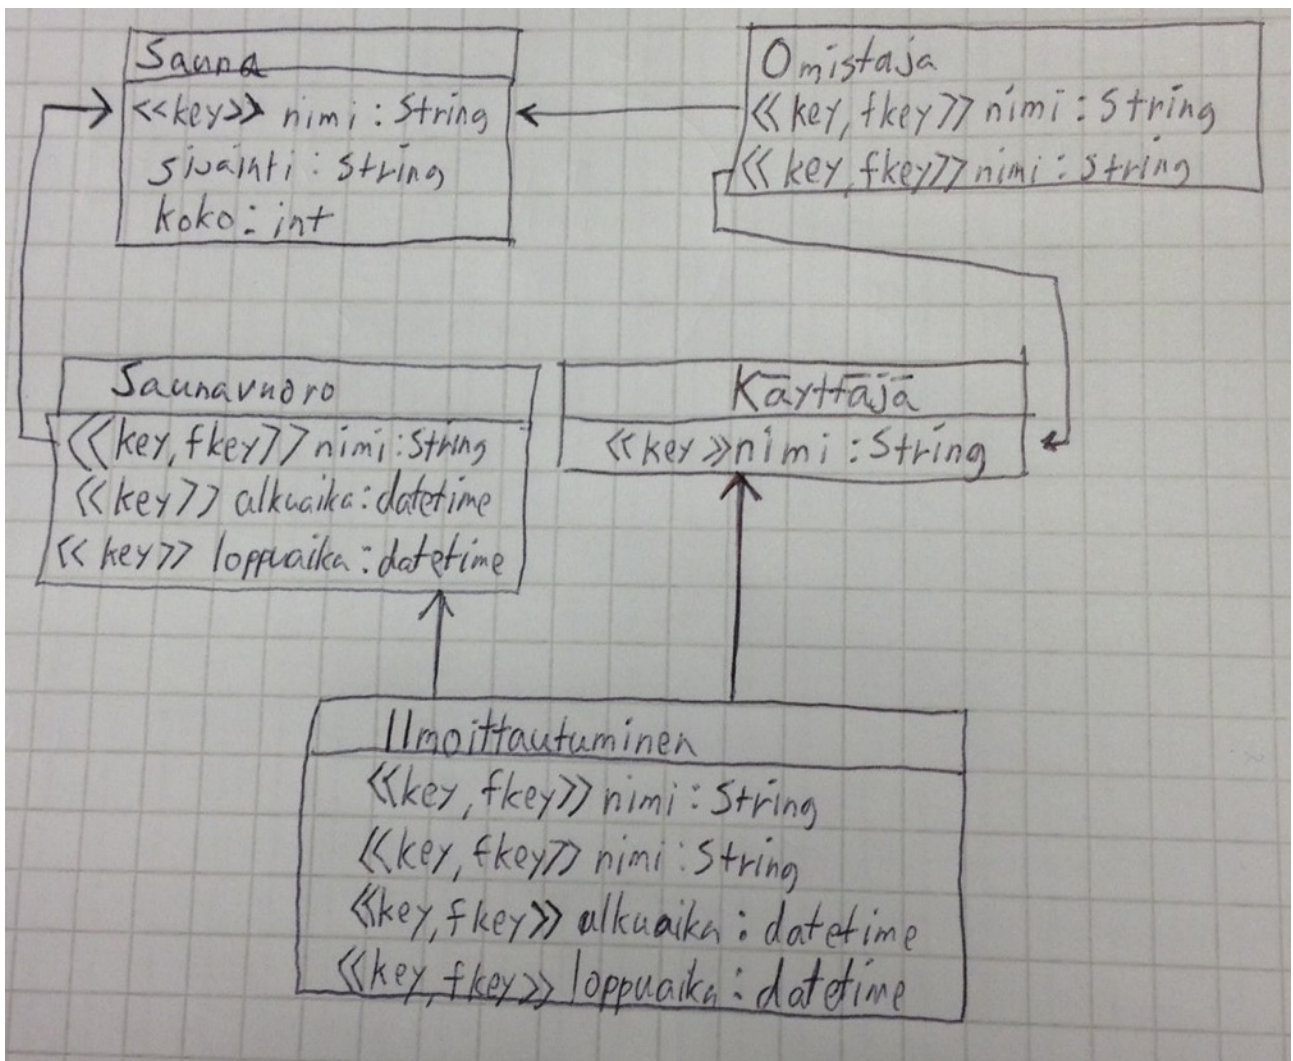 Sauna
<<key>> nimi : String
sijainti : String
koko : int
Omistaja
<<key, fkey>> nimi : String
<<key, fkey>> nimi : String
Saunavuoro
<<key, fkey>> nimi : String
<<key>> alkuaika : datetime
<<key>> loppuaika : datetime
Käyttäjä
<<key>> nimi : String
Ilmoittautuminen
<<key, fkey>> nimi : String
<<key, fkey>> nimi : String
<<key, fkey>> alkuaika : datetime
<<key, fkey>> loppuaika : datetime